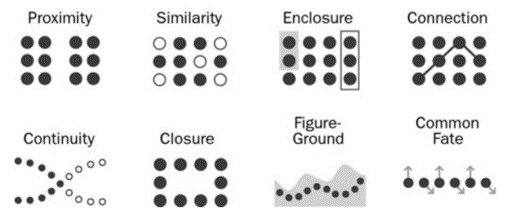 Proximity
Similarity
Enclosure
Connection
Continuity
Closure
Figure-
Ground
Common
Fate